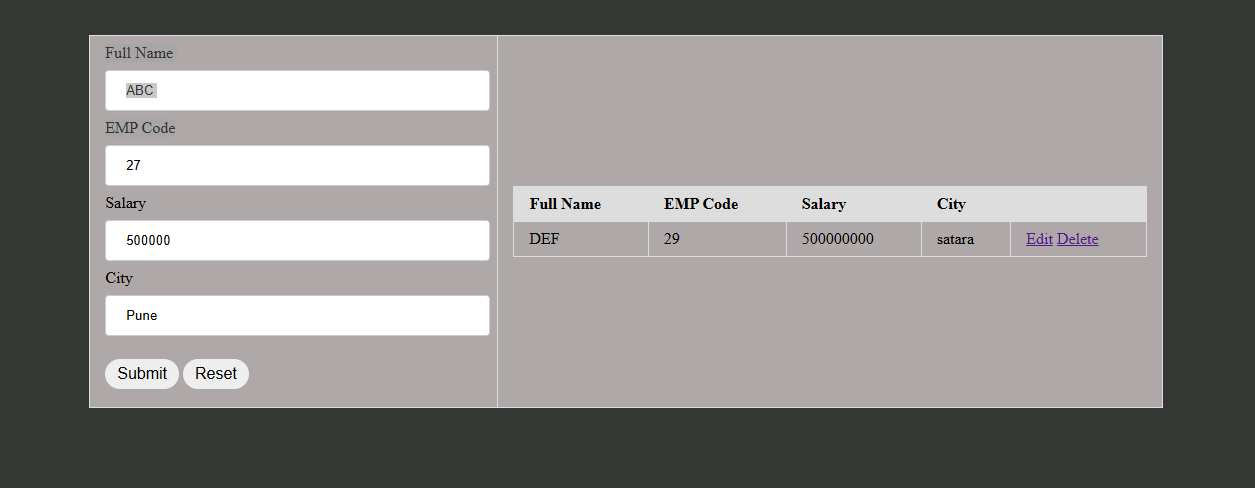 Full Name
ABC
EMP Code
27
Salary
500000
City
Pune
Submit Reset
Full Name EMP Code Salary City
DEF 29 500000000 satara Edit Delete